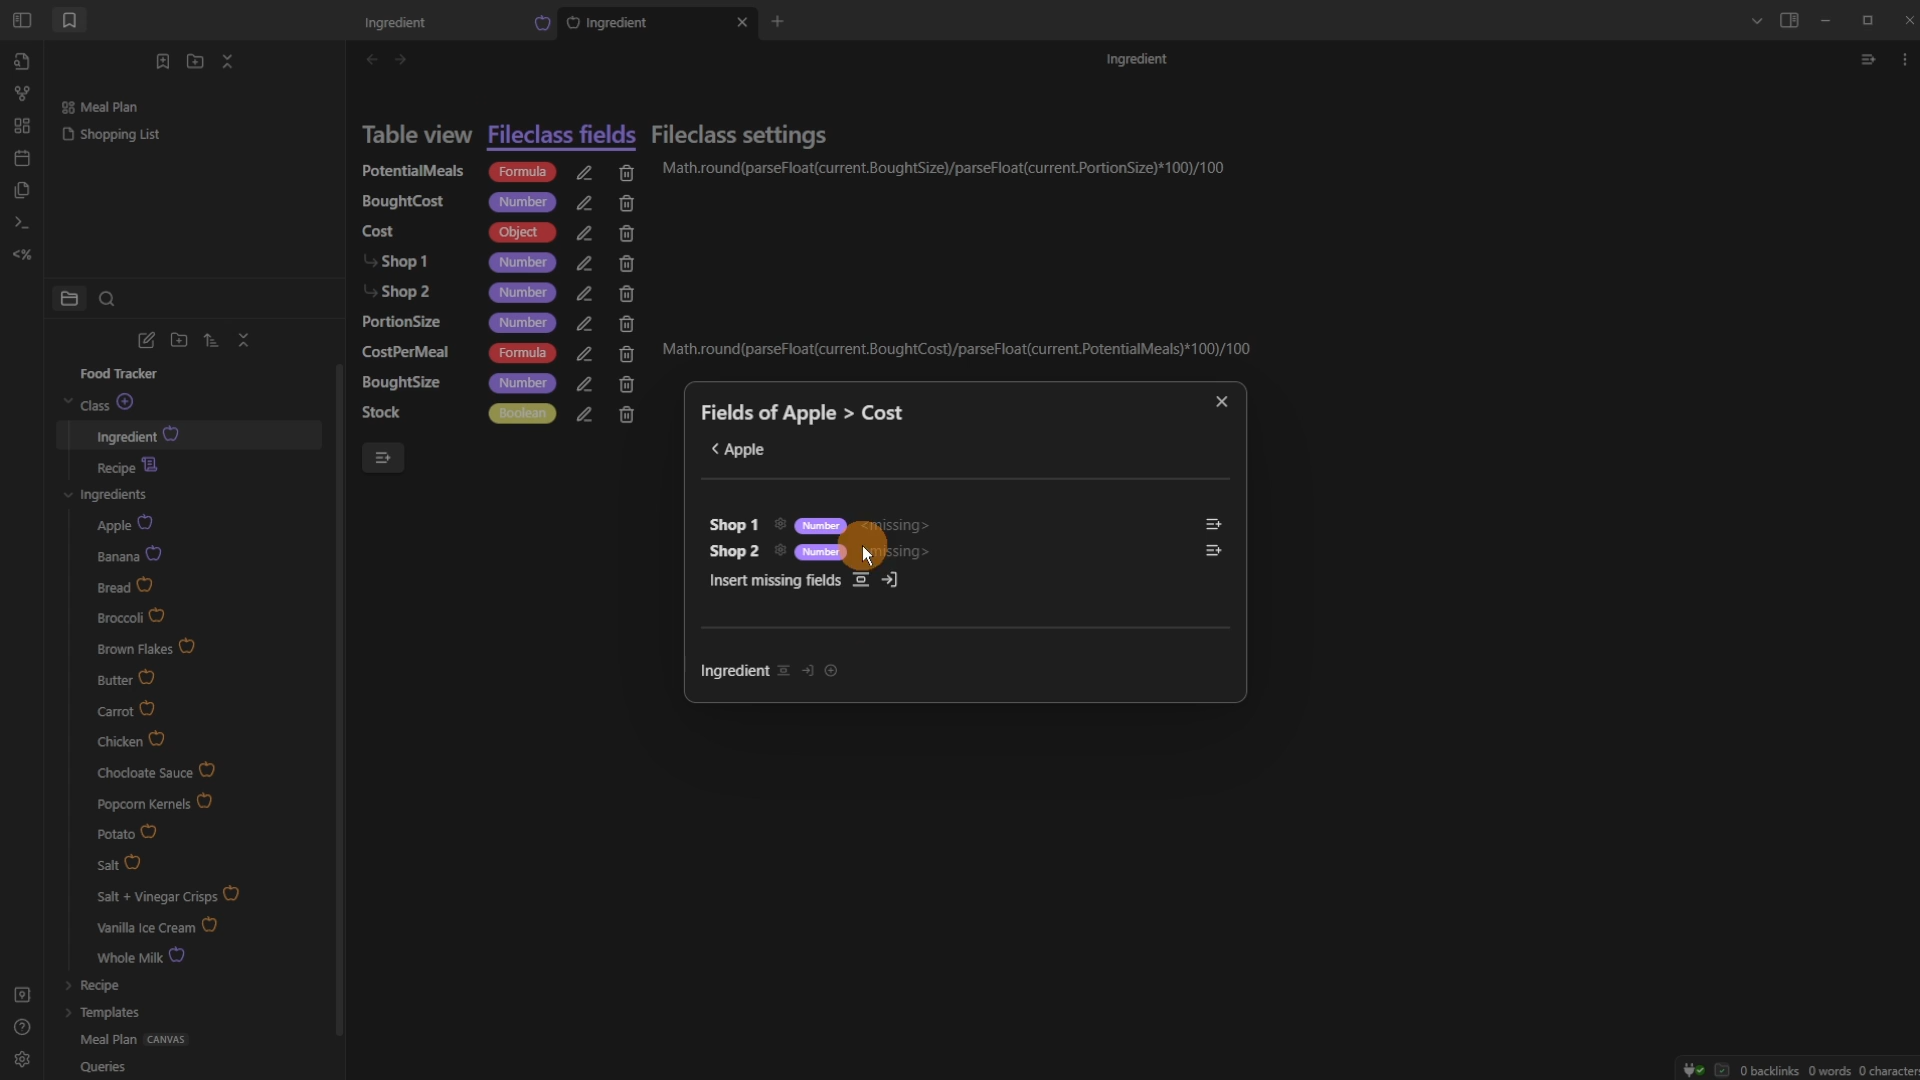 Ingredient
Ingredient
Ingredient
Meal Plan
Shopping List
Table view Fileclass fields Fileclass settings
PotentialMeals Formula Math.round(parseFloat(current.BoughtSize)/parseFloat(current.PortionSize)*100)/100
BoughtCost Number
Cost Object
Shop 1 Number
Shop 2 Number
PortionSize Number
CostPerMeal Formula Math.round(parseFloat(current.BoughtCost)/parseFloat(current.PotentialMeals)*100)/100
BoughtSize Number
Stock Boolean
<%
Food Tracker
Class
Ingredient
Recipe
Ingredients
Apple
Banana
Bread
Broccoli
Brown Flakes
Butter
Carrot
Chicken
Chocloate Sauce
Popcorn Kernels
Potato
Salt
Salt + Vinegar Crisps
Vanilla Ice Cream
Whole Milk
Recipe
Templates
Meal Plan CANVAS
Queries
Fields of Apple > Cost
< Apple
Shop 1 Number <missing>
Shop 2 Number <missing>
Insert missing fields
Ingredient
0 backlinks 0 words 0 characters